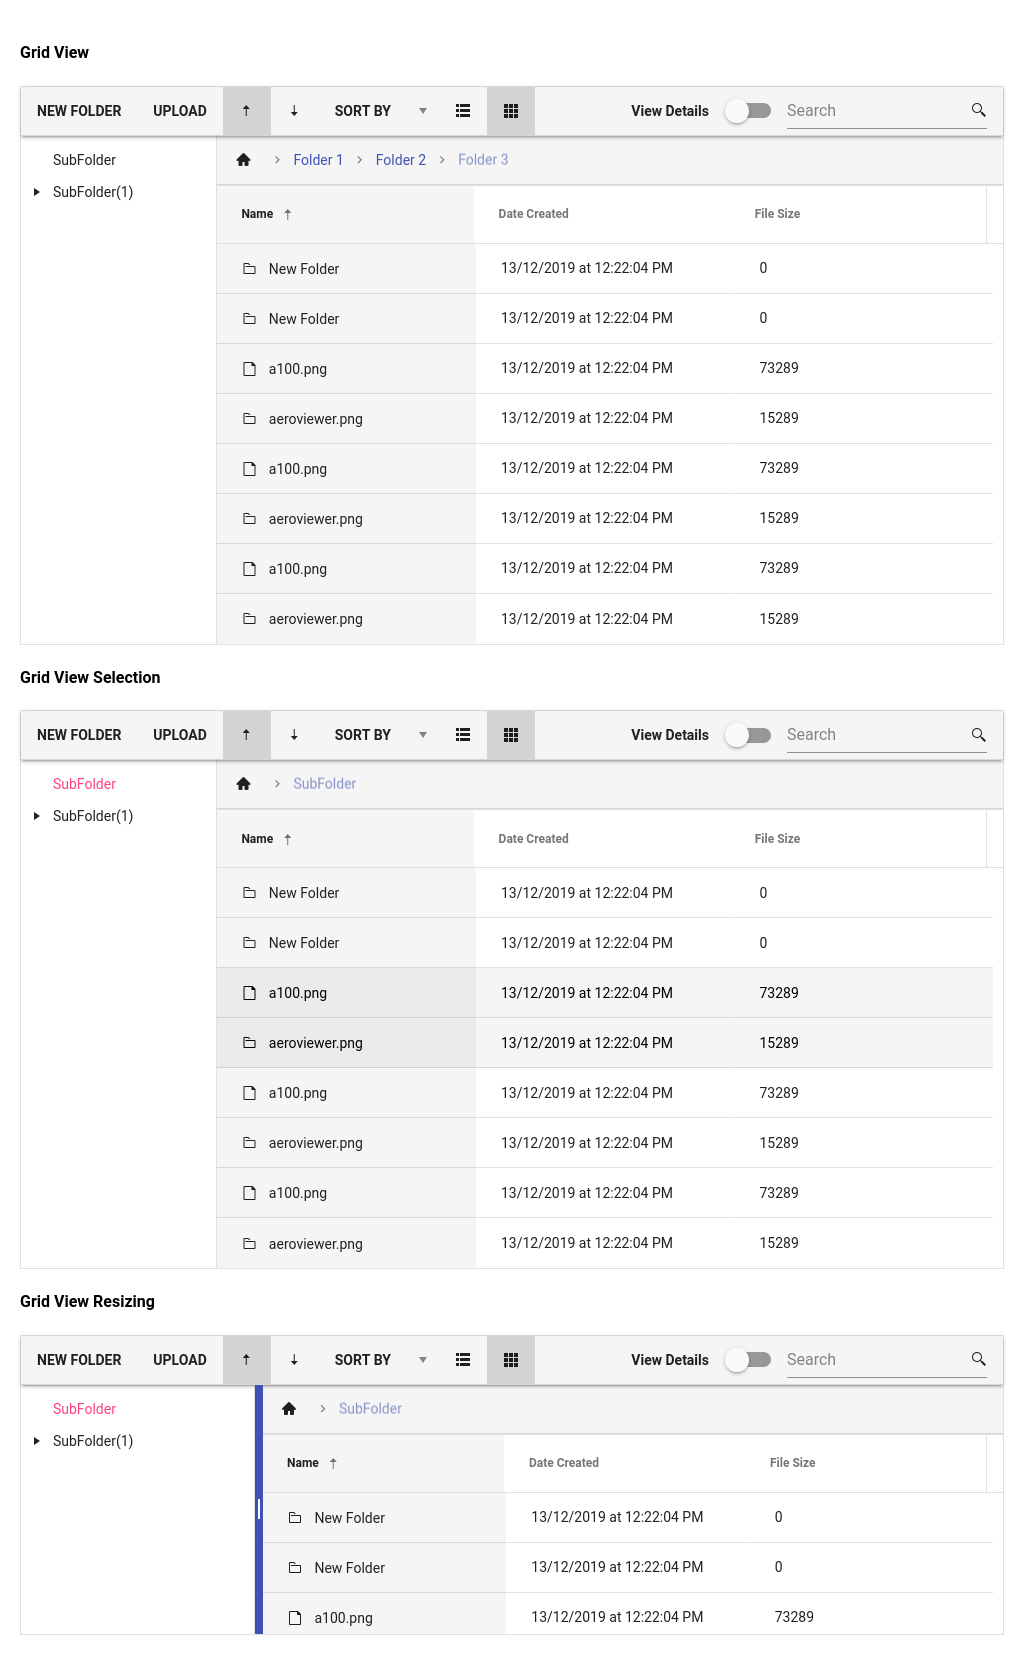 Grid View
NEW FOLDER UPLOAD SORT BY View Details Search
SubFolder
SubFolder(1)
Folder 1 Folder 2 Folder 3
Name Date Created File Size
New Folder 13/12/2019 at 12:22:04 PM 0
New Folder 13/12/2019 at 12:22:04 PM 0
a100.png 13/12/2019 at 12:22:04 PM 73289
aeroviewer.png 13/12/2019 at 12:22:04 PM 15289
a100.png 13/12/2019 at 12:22:04 PM 73289
aeroviewer.png 13/12/2019 at 12:22:04 PM 15289
a100.png 13/12/2019 at 12:22:04 PM 73289
aeroviewer.png 13/12/2019 at 12:22:04 PM 15289
Grid View Selection
NEW FOLDER UPLOAD SORT BY View Details Search
SubFolder
SubFolder(1)
SubFolder
Name Date Created File Size
New Folder 13/12/2019 at 12:22:04 PM 0
New Folder 13/12/2019 at 12:22:04 PM 0
a100.png 13/12/2019 at 12:22:04 PM 73289
aeroviewer.png 13/12/2019 at 12:22:04 PM 15289
a100.png 13/12/2019 at 12:22:04 PM 73289
aeroviewer.png 13/12/2019 at 12:22:04 PM 15289
a100.png 13/12/2019 at 12:22:04 PM 73289
aeroviewer.png 13/12/2019 at 12:22:04 PM 15289
Grid View Resizing
NEW FOLDER UPLOAD SORT BY View Details Search
SubFolder
SubFolder(1)
SubFolder
Name Date Created File Size
New Folder 13/12/2019 at 12:22:04 PM 0
New Folder 13/12/2019 at 12:22:04 PM 0
a100.png 13/12/2019 at 12:22:04 PM 73289